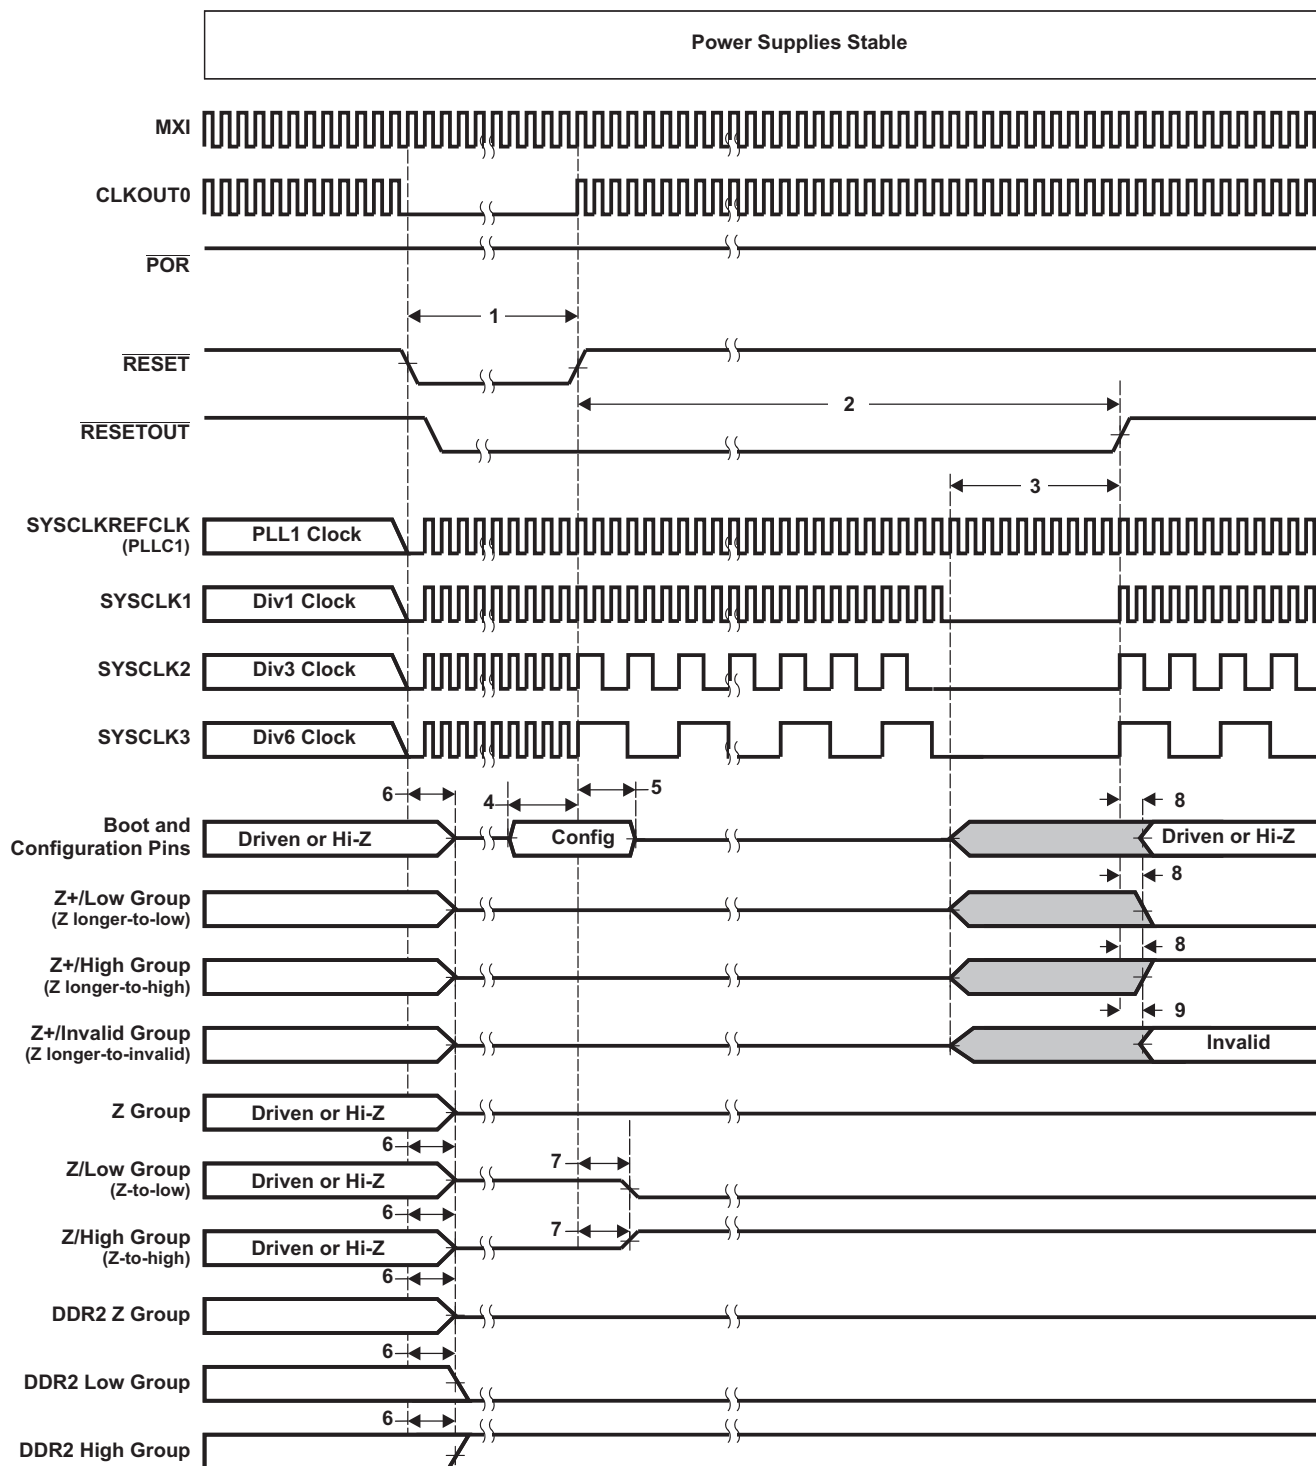 Power Supplies Stable
MXI
CLKOUT0
POR
1
RESET
2
RESETOUT
3
SYSCLKREFCLK
(PLLC1)
PLL1 Clock
SYSCLK1
Div1 Clock
SYSCLK2
Div3 Clock
SYSCLK3
Div6 Clock
6
4
5
8
Boot and
Configuration Pins
Driven or Hi-Z
Config
Driven or Hi-Z
8
Z+/Low Group
(Z longer-to-low)
8
Z+/High Group
(Z longer-to-high)
9
Z+/Invalid Group
(Z longer-to-invalid)
Invalid
Z Group
Driven or Hi-Z
6
7
Z/Low Group
(Z-to-low)
Driven or Hi-Z
6
7
Z/High Group
(Z-to-high)
Driven or Hi-Z
6
DDR2 Z Group
6
DDR2 Low Group
6
DDR2 High Group